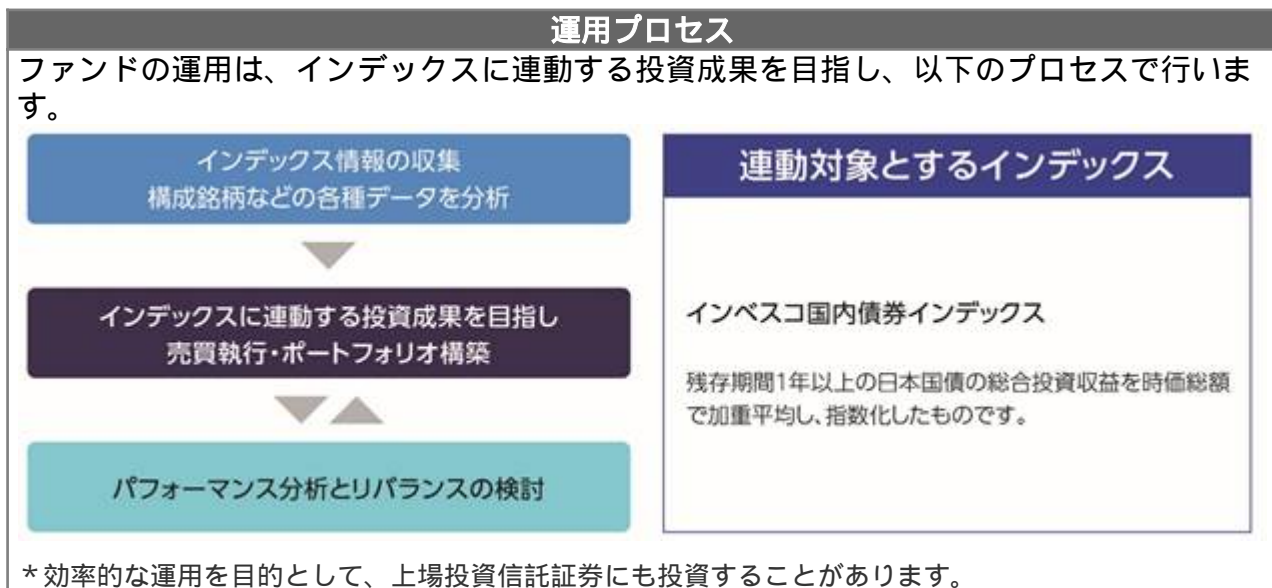 運用プロセス
ファンドの運用は、インデックスに連動する投資成果を目指し、以下のプロセスで行いま
す。
インデックス情報の収集
構成銘柄などの各種データを分析
インデックスに連動する投資成果を目指し
売買執行・ポートフォリオ構築
パフォーマンス分析とリバランスの検討
連動対象とするインデックス
インベスコ国内債券インデックス
残存期間1年以上の日本国債の総合投資収益を時価総額
で加重平均し、指数化したものです。
*効率的な運用を目的として、上場投資信託証券にも投資することがあります。